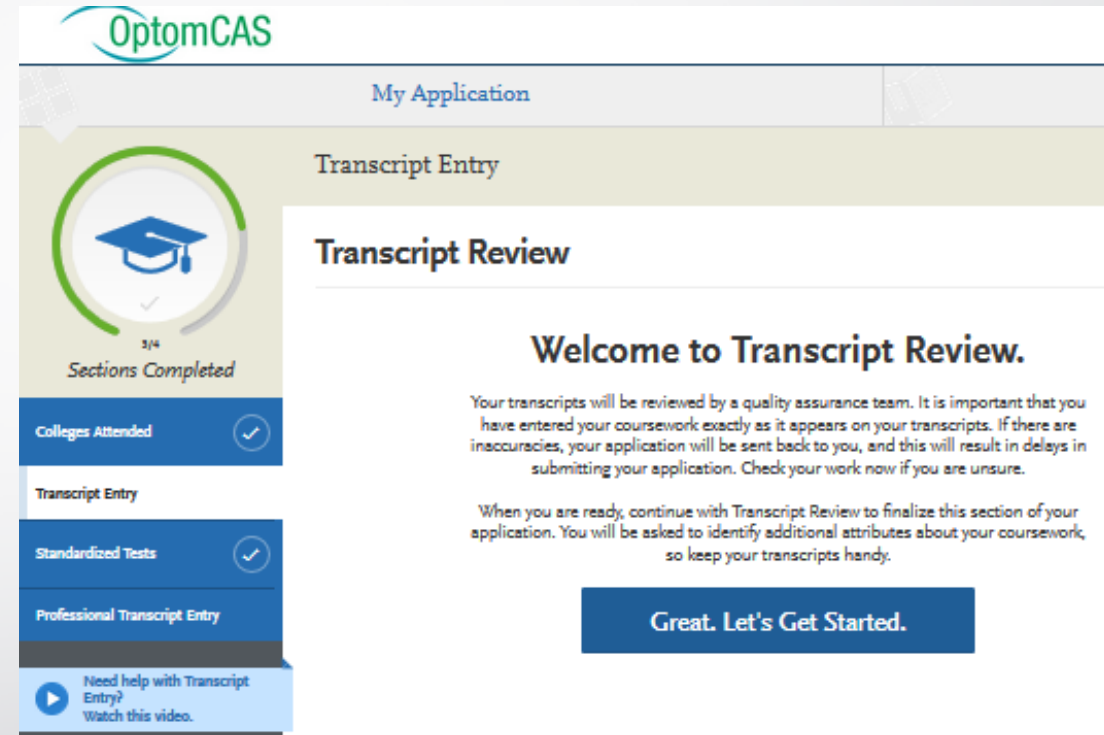 OptomCAS
My Application
Transcript Entry
Transcript Review
3/4
Sections Completed
Welcome to Transcript Review.
Your transcripts will be reviewed by a quality assurance team. It is important that you
have entered your coursework exactly as it appears on your transcripts. If there are
inaccuracies, your application will be sent back to you, and this will result in delays in
submitting your application. Check your work now if you are unsure.
When you are ready, continue with Transcript Review to finalize this section of your
application. You will be asked to identify additional attributes about your coursework,
so keep your transcripts handy.
Great. Let's Get Started.
Colleges Attended
Transcript Entry
Standardized Tests
Professional Transcript Entry
Need help with Transcript
Entry?
Watch this video.